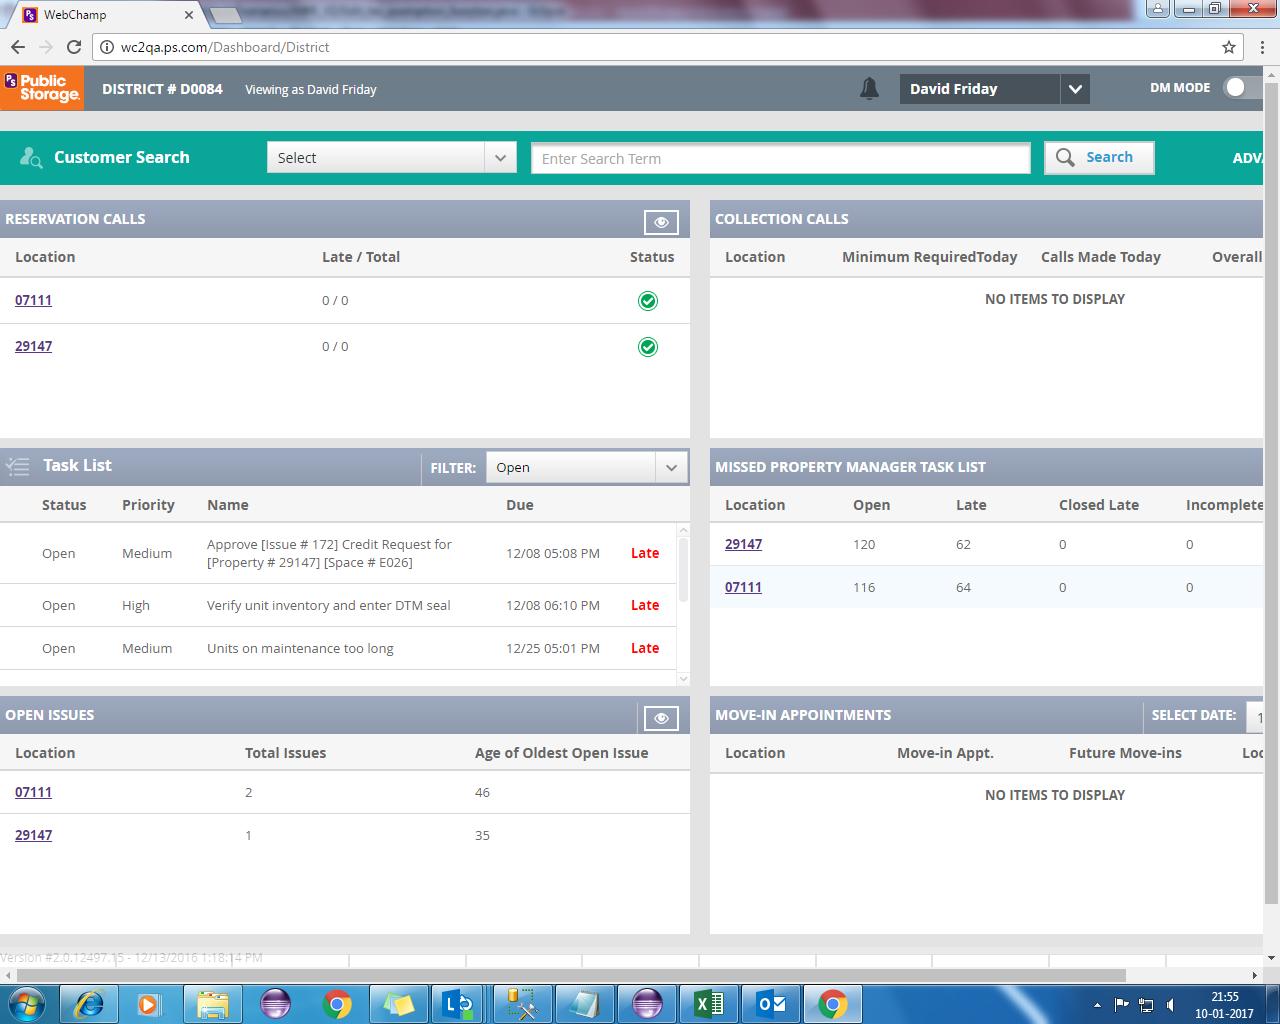 WebChamp
wc2qa.ps.com/Dashboard/District
PS Public Storage.
DISTRICT # D0084
Viewing as David Friday
David Friday
DM MODE
Customer Search
Select
Enter Search Term
Search
ADV
RESERVATION CALLS
Location Late / Total Status
07111 0 / 0
29147 0 / 0
COLLECTION CALLS
Location Minimum RequiredToday Calls Made Today Overall
NO ITEMS TO DISPLAY
Task List
FILTER: Open
Status Priority Name Due
Open Medium Approve [Issue # 172] Credit Request for
[Property # 29147] [Space # E026] 12/08 05:08 PM Late
Open High Verify unit inventory and enter DTM seal 12/08 06:10 PM Late
Open Medium Units on maintenance too long 12/25 05:01 PM Late
MISSED PROPERTY MANAGER TASK LIST
Location Open Late Closed Late Incomplete
29147 120 62 0 0
07111 116 64 0 0
OPEN ISSUES
Location Total Issues Age of Oldest Open Issue
07111 2 46
29147 1 35
MOVE-IN APPOINTMENTS
SELECT DATE: 1
Location Move-in Appt. Future Move-ins Loc
NO ITEMS TO DISPLAY
Version #2.0.12497.15 - 12/13/2016 1:18:14 PM
21:55
10-01-2017